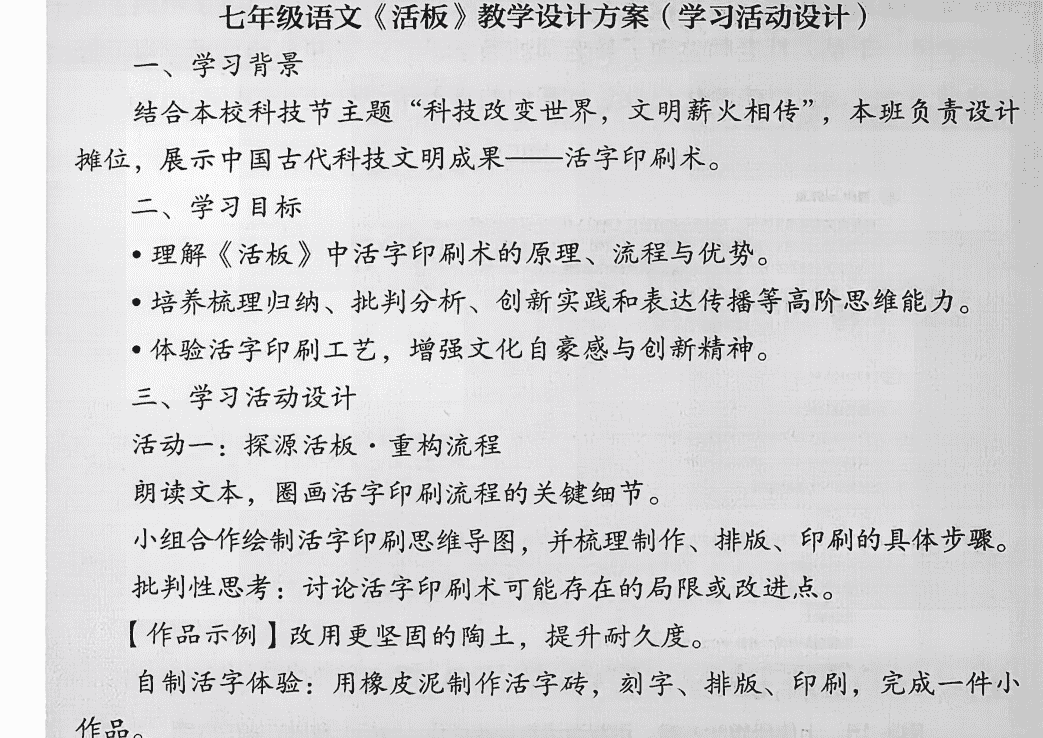 七年级语文《活板》教学设计方案（学习活动设计）
一、学习背景
结合本校科技节主题“科技改变世界，文明薪火相传”，本班负责设计
摊位，展示中国古代科技文明成果——活字印刷术。
二、学习目标
•理解《活板》中活字印刷术的原理、流程与优势。
•培养梳理归纳、批判分析、创新实践和表达传播等高阶思维能力。
•体验活字印刷工艺，增强文化自豪感与创新精神。
三、学习活动设计
活动一：探源活板·重构流程
朗读文本，圈画活字印刷流程的关键细节。
小组合作绘制活字印刷思维导图，并梳理制作、排版、印刷的具体步骤。
批判性思考：讨论活字印刷术可能存在的局限或改进点。
【作品示例】改用更坚固的陶土，提升耐久度。
自制活字体验：用橡皮泥制作活字砖，刻字、排版、印刷，完成一件小
作品。